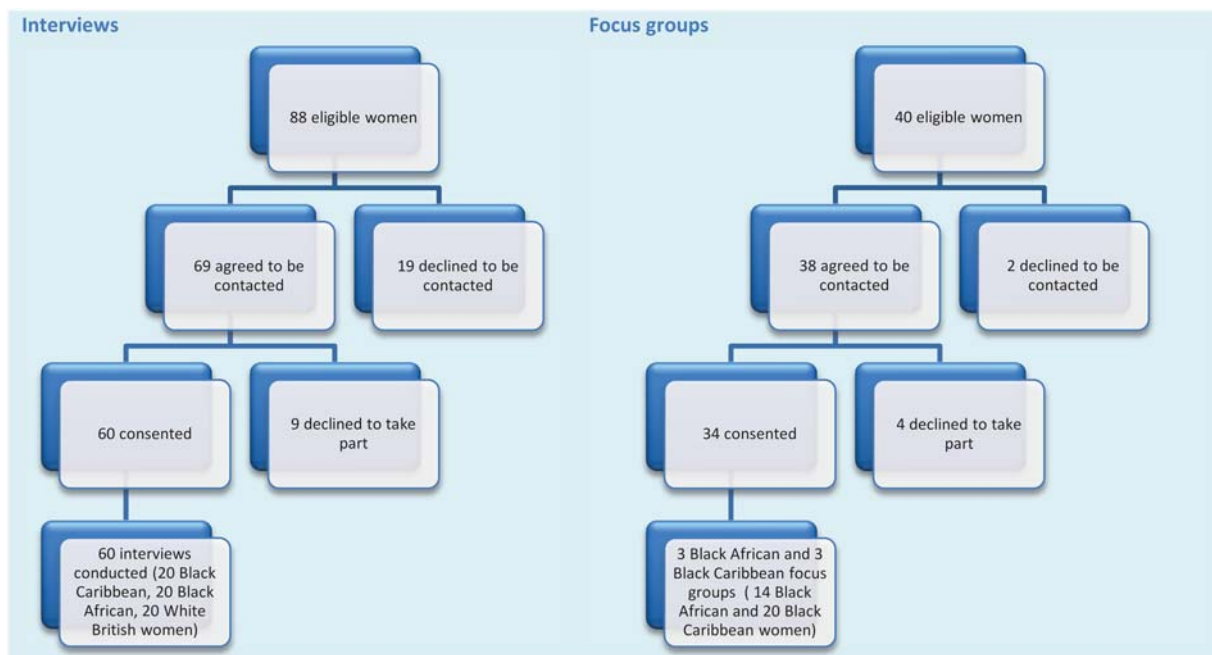 Interviews
88 eligible women
69 agreed to be
contacted
19 declined to be
contacted
60 consented
9 declined to take
part
60 interviews
conducted (20 Black
Caribbean, 20 Black
African, 20 White
British women)
Focus groups
40 eligible women
38 agreed to be
contacted
2 declined to be
contacted
34 consented
4 declined to take
part
3 Black African and 3
Black Caribbean focus
groups ( 14 Black
African and 20 Black
Caribbean women)